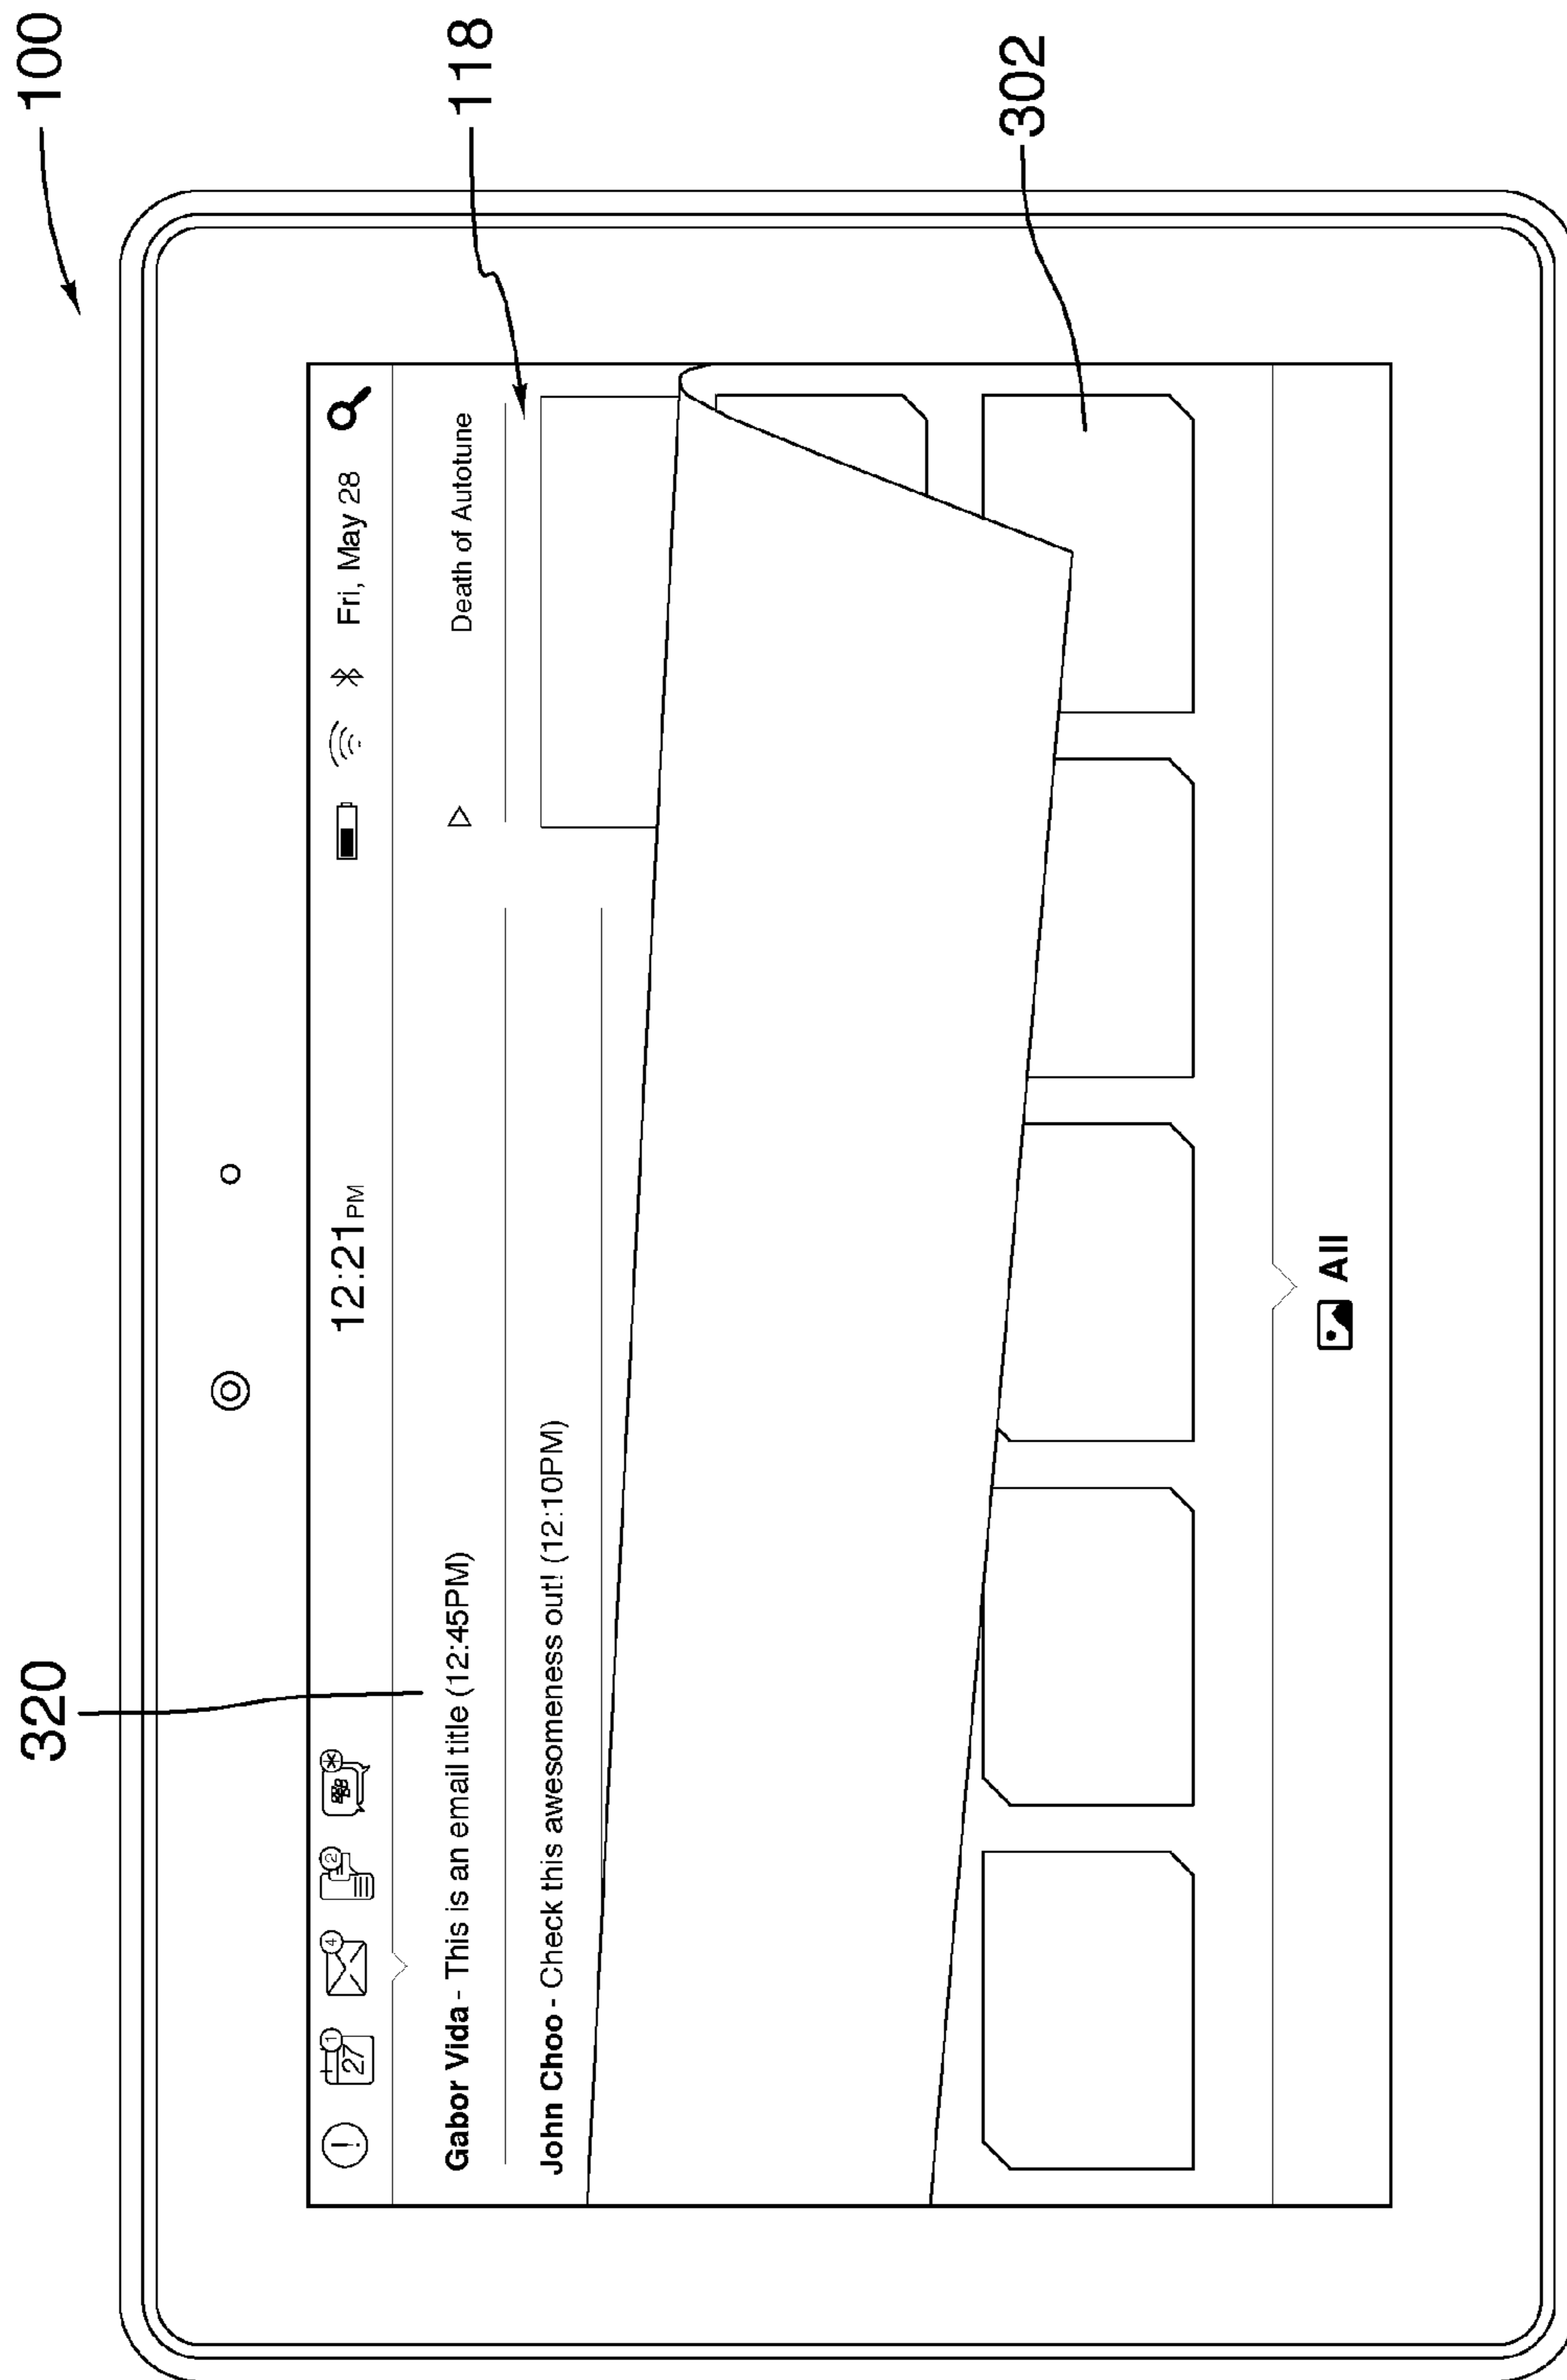 100
320
118
302
1
27
4
2
12:21PM
Fri, May 28
Gabor Vida - This is an email title (12:45PM)
Death of Autotune
John Choo - Check this awesomeness out! (12:10PM)
All